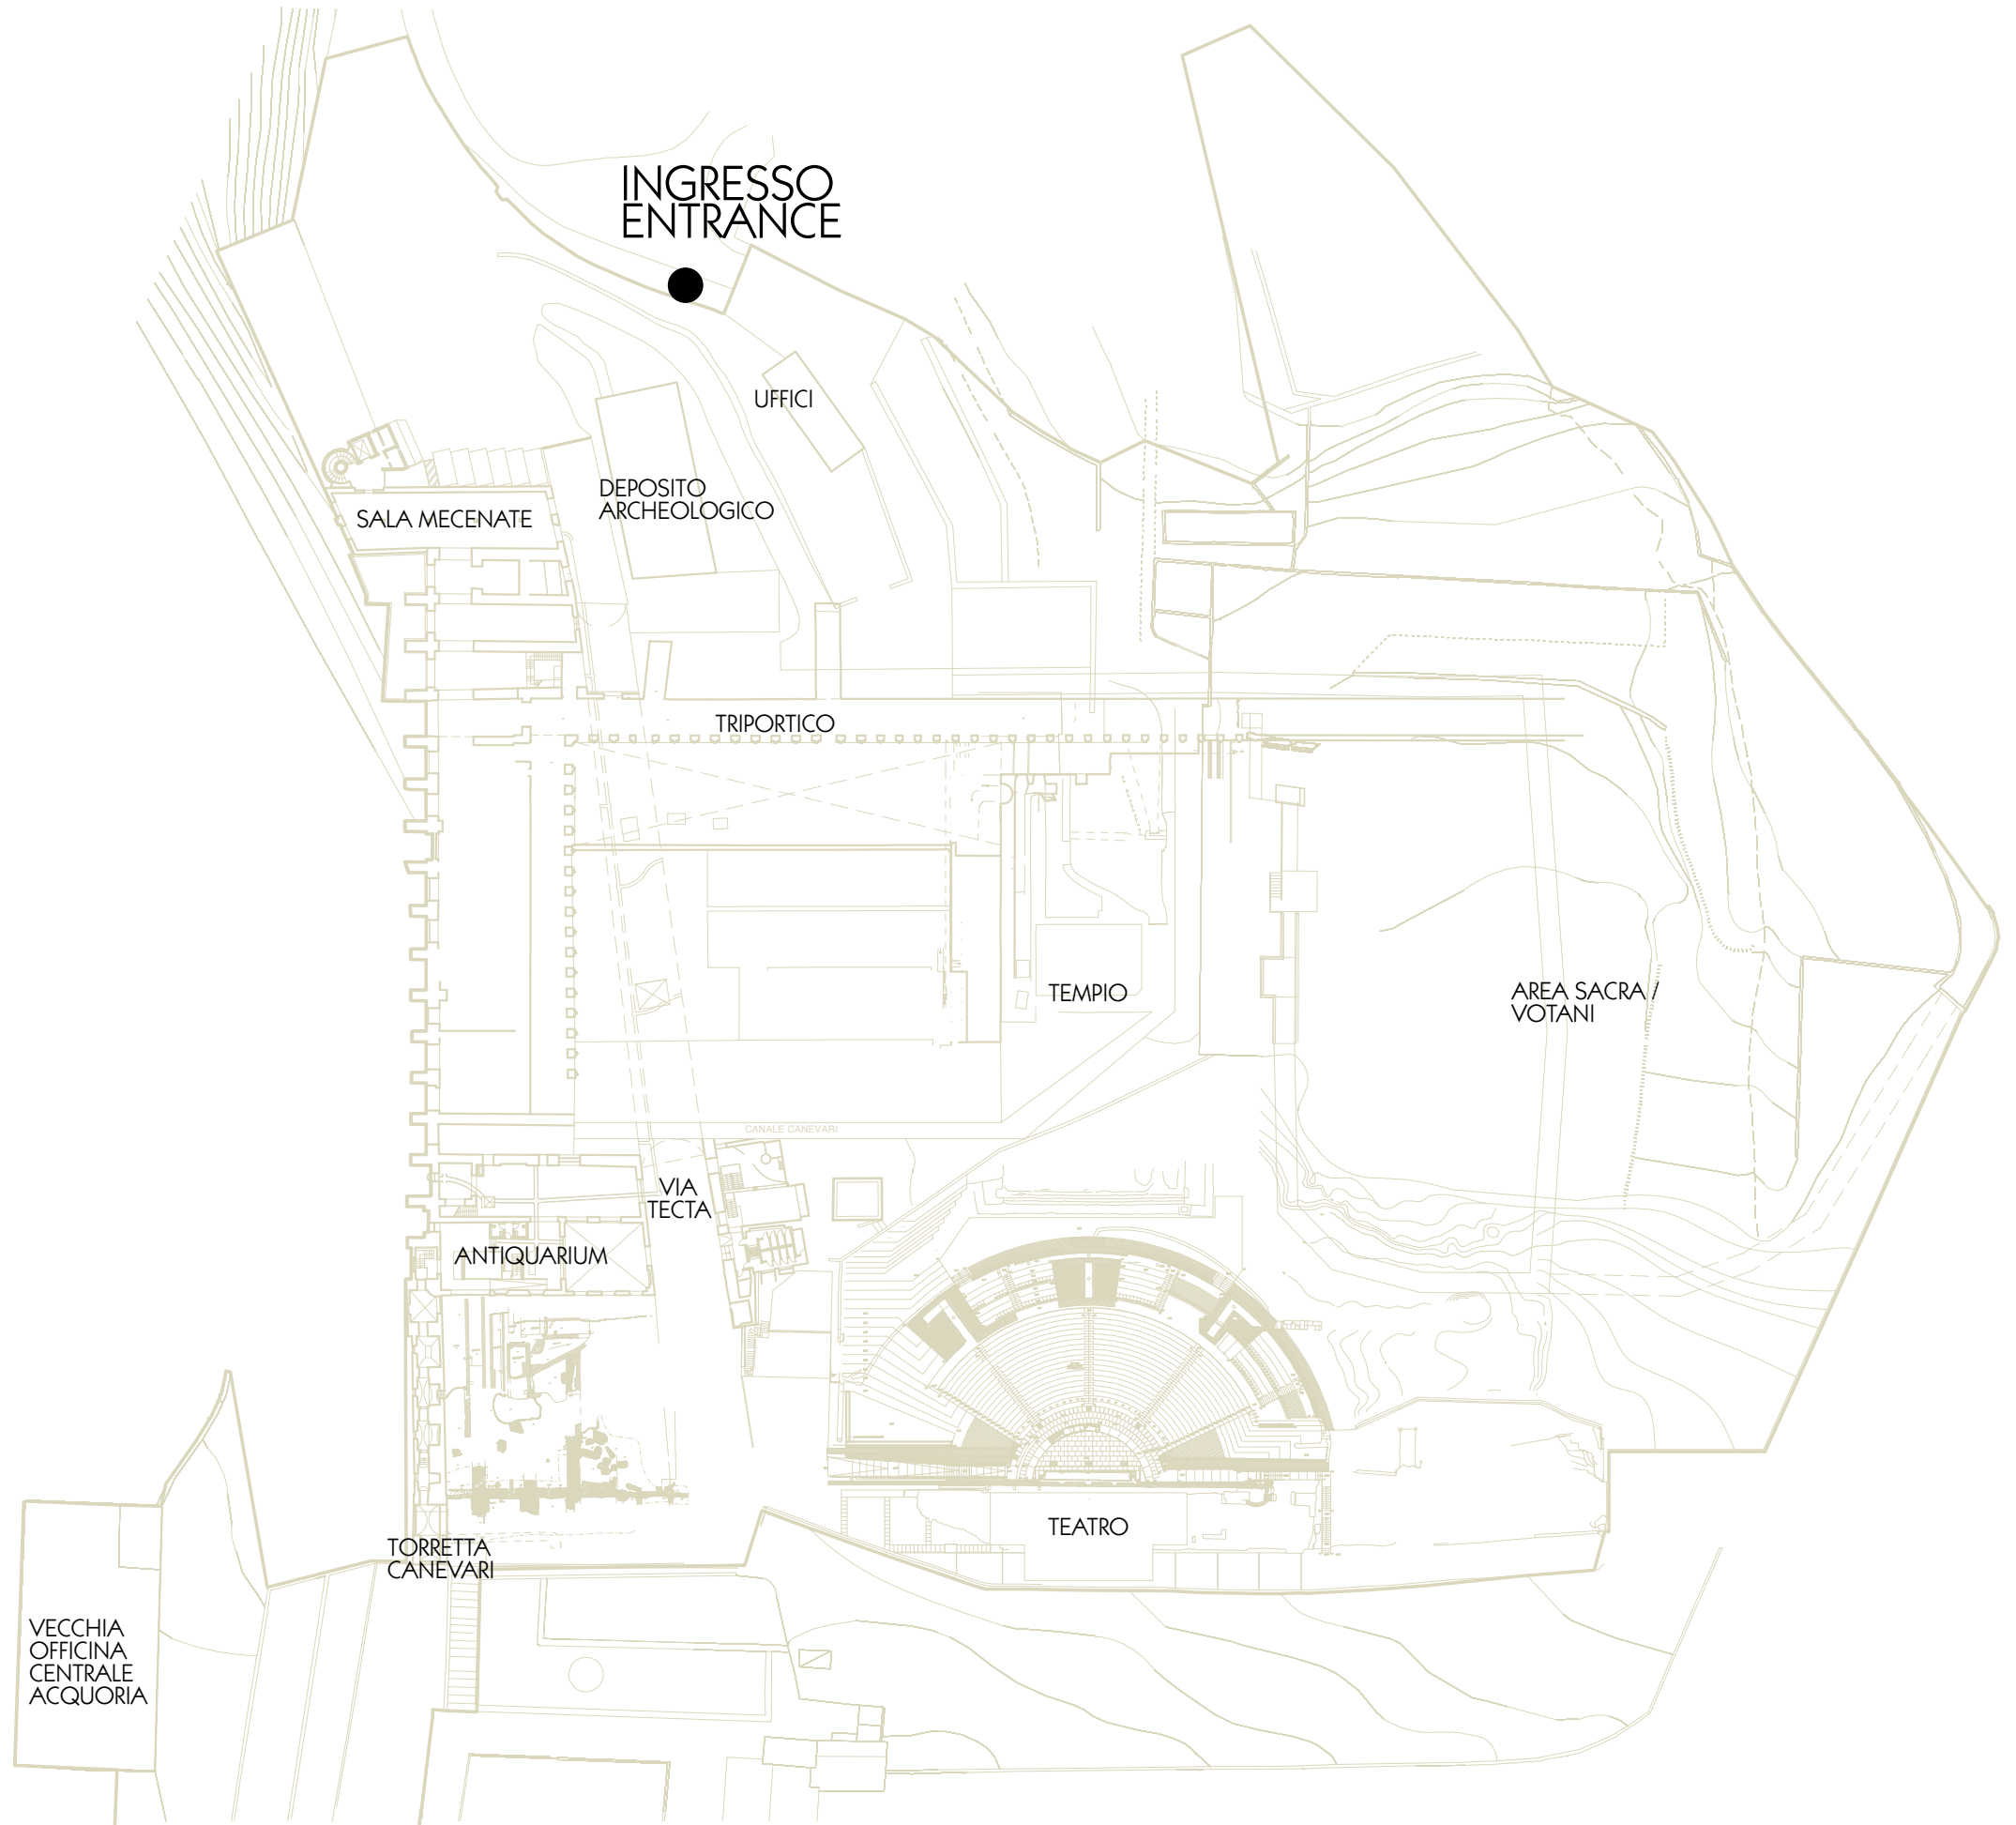 INGRESSO
ENTRANCE
UFFICI
DEPOSITO
ARCHEOLOGICO
SALA MECENATE
TRIPORTICO
TEMPIO
AREA SACRA /
VOTANI
CANALE CANEVARI
VIA
TECTA
ANTIQUARIUM
TEATRO
TORRETTA
CANEVARI
VECCHIA
OFFICINA
CENTRALE
ACQUORIA